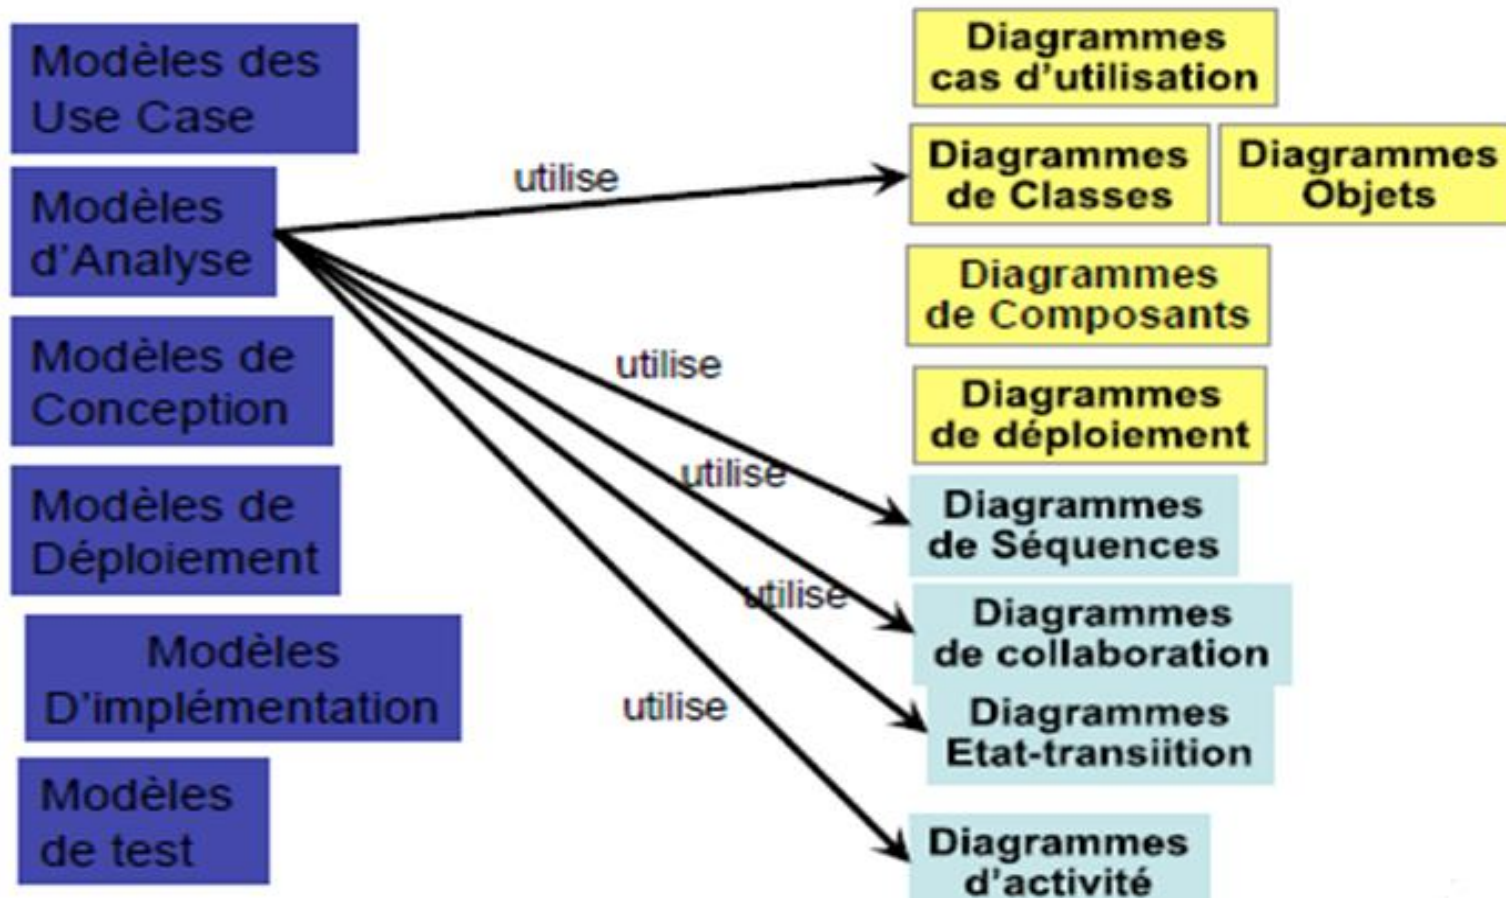 Modèles des
Use Case
Modèles
d'Analyse
Modèles de
Conception
Modèles de
Déploiement
Modèles
D'implémentation
Modèles
de test
utilise
utilise
utilise
utilise
utilise
Diagrammes
cas d'utilisation
Diagrammes
de Classes
Diagrammes
Objets
Diagrammes
de Composants
Diagrammes
de déploiement
Diagrammes
de Séquences
Diagrammes
de collaboration
Diagrammes
Etat-transiition
Diagrammes
d'activité